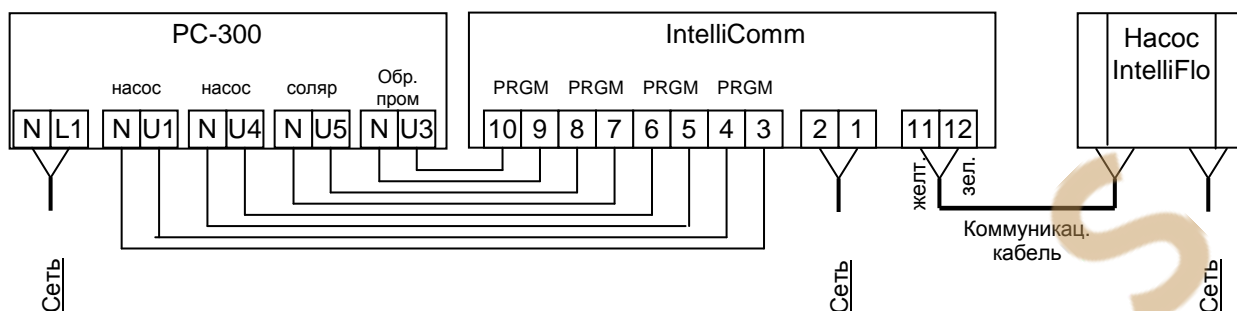 PC-300
IntelliComm
Насос
IntelliFlo
насос
насос
соляр
Обр.
пром
PRGM PRGM PRGM PRGM
N L1 N U1 N U4 N U5 N U3
10 9 8 7 6 5 4 3 2 1 11 12
желт.
зел.
Коммуникац.
кабель
Сеть
Сеть
Сеть
S